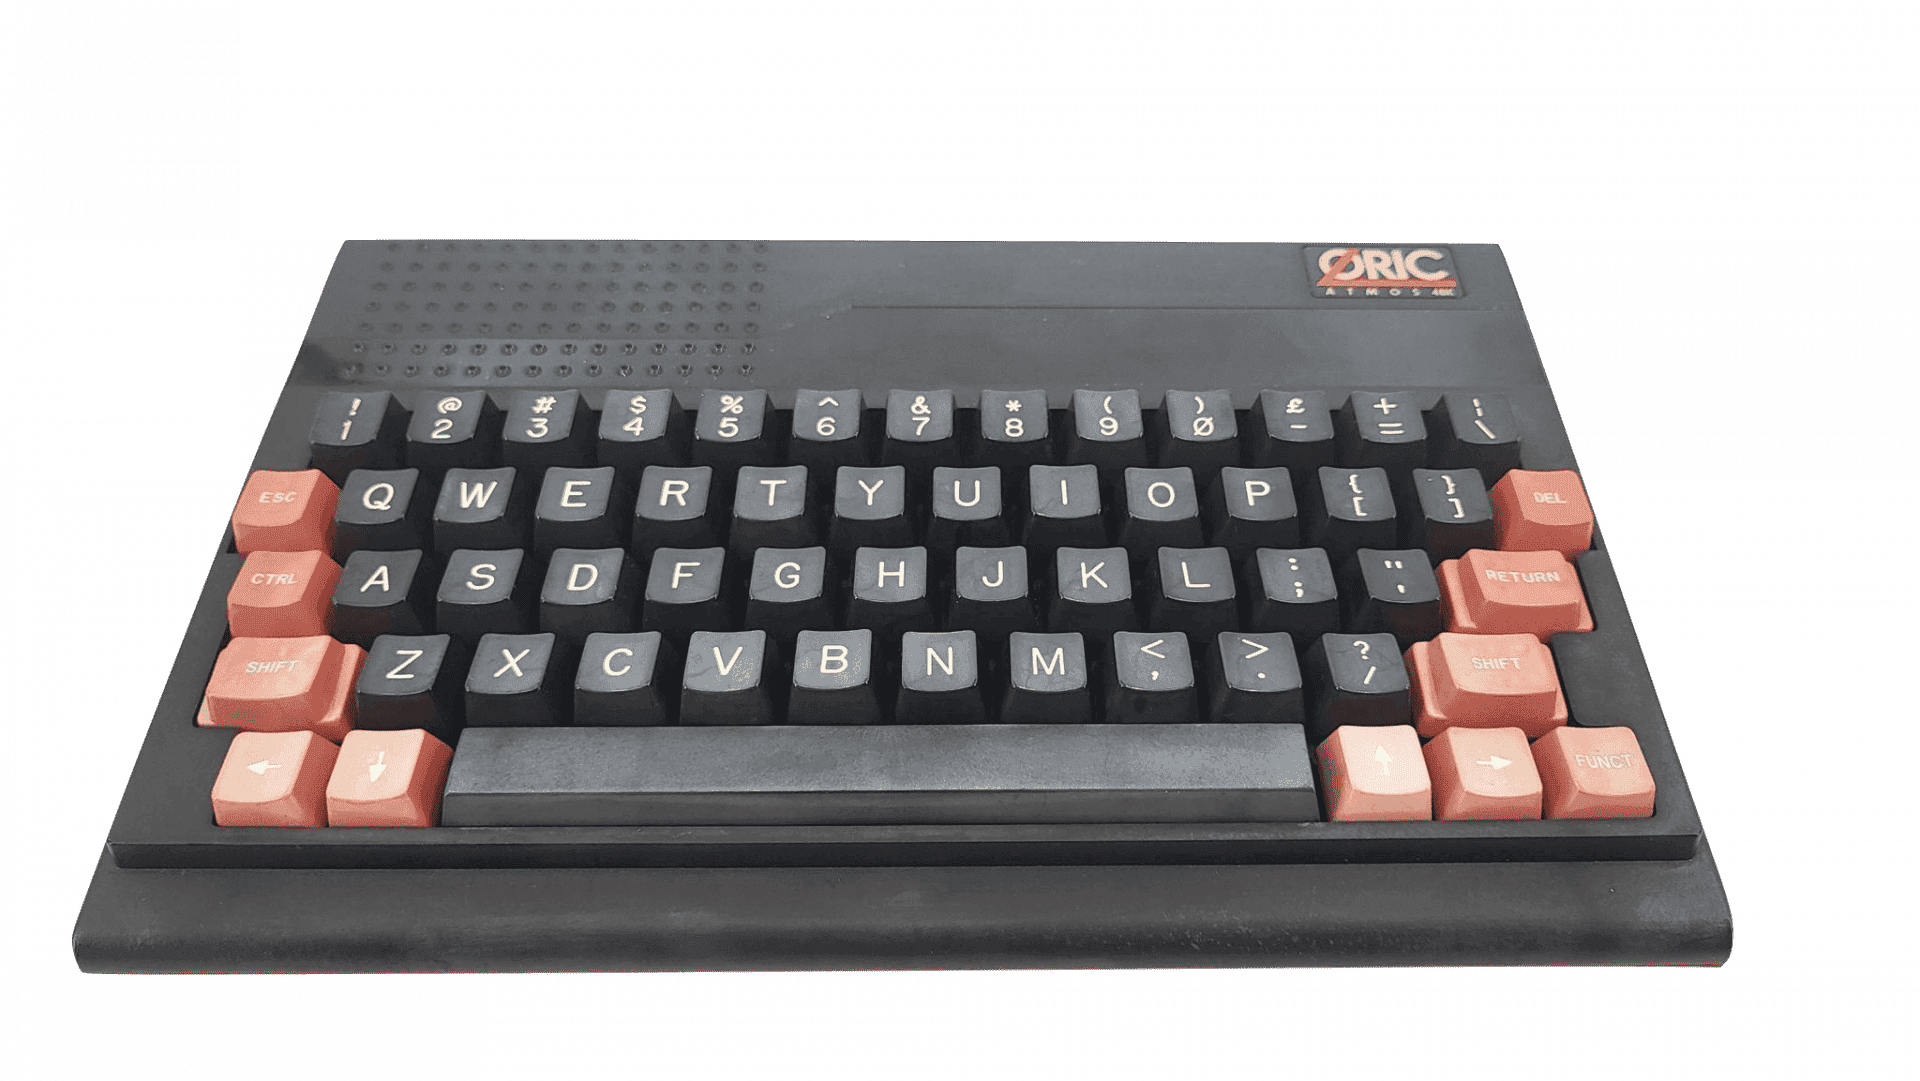 ORIC
ATMOS 48K
! @ # $ % ^ & * ( ) £ + ¦
1 2 3 4 5 6 7 8 9 Ø - = \
ESC Q W E R T Y U I O P { } DEL
[ ]
CTRL A S D F G H J K L : " RETURN
; '
SHIFT Z X C V B N M < > ? SHIFT
, . /
← ↓ ↑ → FUNCT